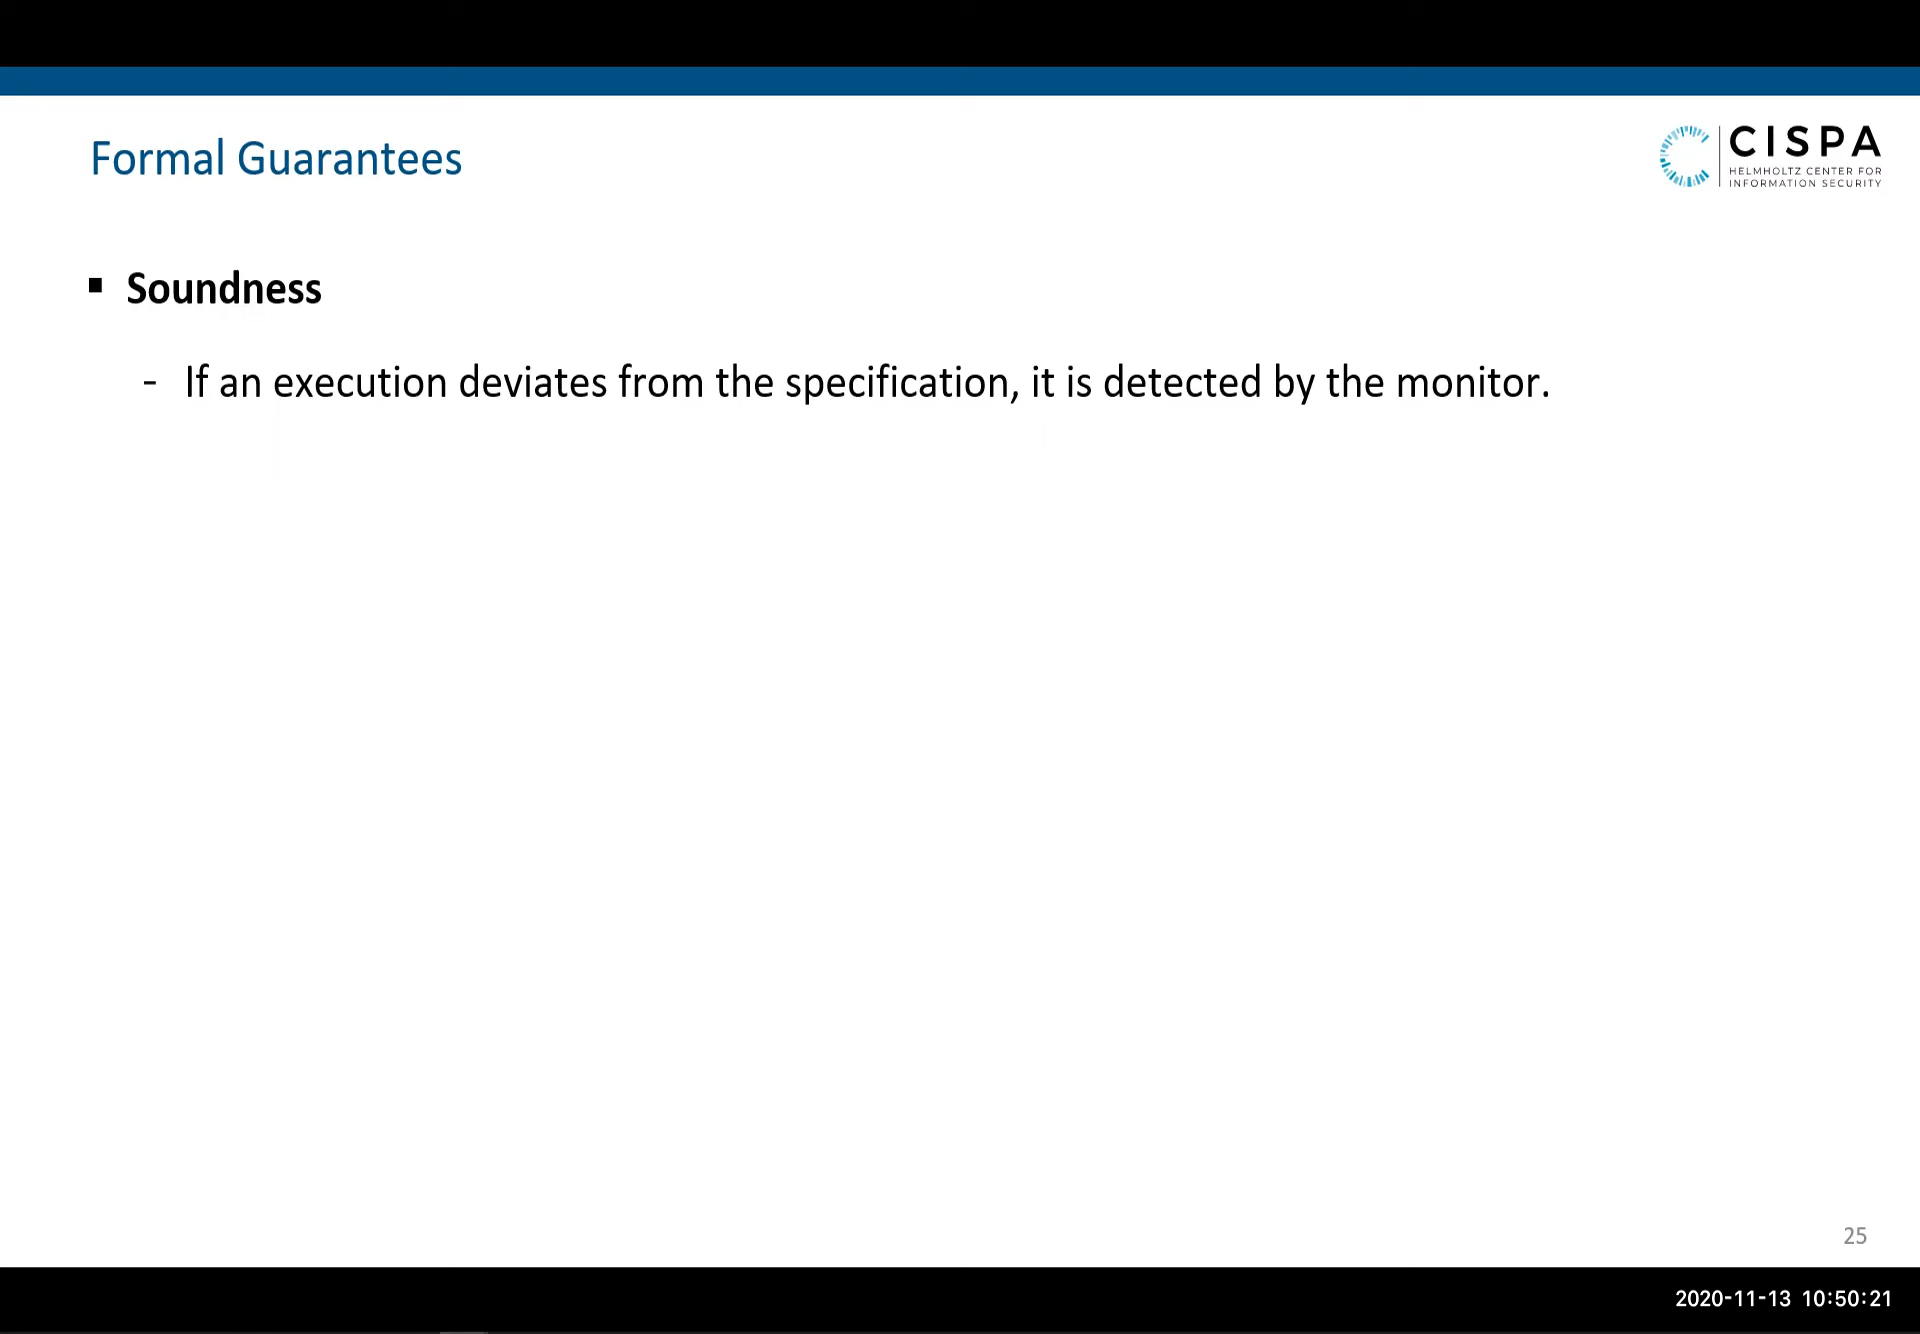 Formal Guarantees
CISPA
HELMHOLTZ CENTER FOR
INFORMATION SECURITY
▪ Soundness
- If an execution deviates from the specification, it is detected by the monitor.
25
2020-11-13 10:50:21